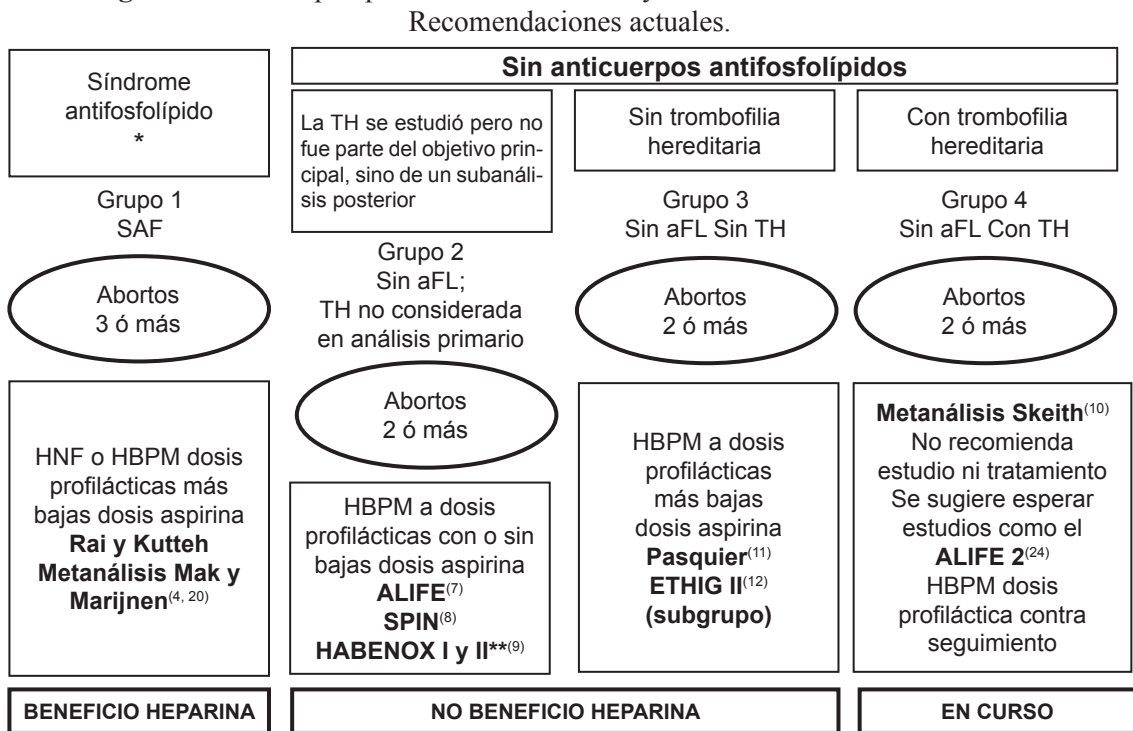 Recomendaciones actuales.
Síndrome
antifosfolípido
*
Grupo 1
SAF
Abortos
3 ó más
HNF o HBPM dosis
profilácticas más
bajas dosis aspirina
Rai y Kutteh
Metanálisis Mak y
Marijnen(4, 20)
BENEFICIO HEPARINA
Sin anticuerpos antifosfolípidos
La TH se estudió pero no
fue parte del objetivo prin-
cipal, sino de un subanáli-
sis posterior
Grupo 2
Sin aFL;
TH no considerada
en análisis primario
Abortos
2 ó más
HBPM a dosis
profilácticas con o sin
bajas dosis aspirina
ALIFE(7)
SPIN(8)
HABENOX I y II**(9)
Sin trombofilia
hereditaria
Grupo 3
Sin aFL Sin TH
Abortos
2 ó más
HBPM a dosis
profilácticas
más bajas
dosis aspirina
Pasquier(11)
ETHIG II(12)
(subgrupo)
NO BENEFICIO HEPARINA
Con trombofilia
hereditaria
Grupo 4
Sin aFL Con TH
Abortos
2 ó más
Metanálisis Skeith(10)
No recomienda
estudio ni tratamiento
Se sugiere esperar
estudios como el
ALIFE 2(24)
HBPM dosis
profiláctica contra
seguimiento
EN CURSO